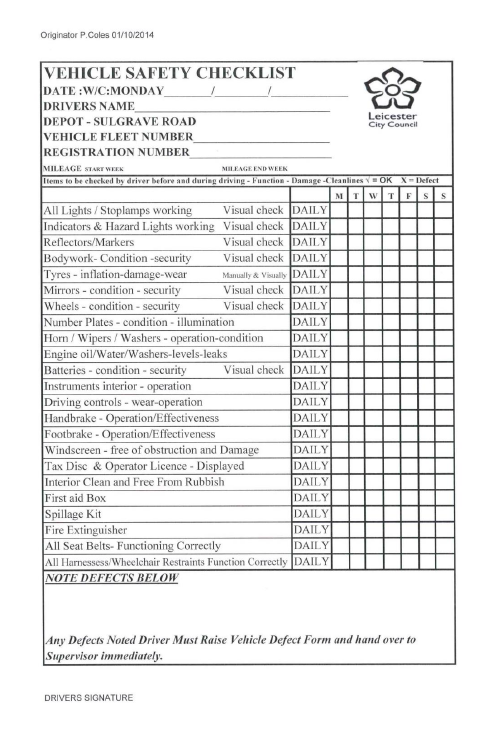 Originator P.Coles 01/10/2014
VEHICLE SAFETY CHECKLIST
DATE :W/C:MONDAY______/______/________
DRIVERS NAME
DEPOT - SULGRAVE ROAD
VEHICLE FLEET NUMBER
REGISTRATION NUMBER
Leicester
City Council
MILEAGE START WEEK MILEAGE END WEEK
Items to be checked by driver before and during driving - Function - Damage -Cleanlines √ = OK X = Defect
M T W T F S S
All Lights / Stoplamps working Visual check DAILY
Indicators & Hazard Lights working Visual check DAILY
Reflectors/Markers Visual check DAILY
Bodywork- Condition -security Visual check DAILY
Tyres - inflation-damage-wear Manually & Visually DAILY
Mirrors - condition - security Visual check DAILY
Wheels - condition - security Visual check DAILY
Number Plates - condition - illumination DAILY
Horn / Wipers / Washers - operation-condition DAILY
Engine oil/Water/Washers-levels-leaks DAILY
Batteries - condition - security Visual check DAILY
Instruments interior - operation DAILY
Driving controls - wear-operation DAILY
Handbrake - Operation/Effectiveness DAILY
Footbrake - Operation/Effectiveness DAILY
Windscreen - free of obstruction and Damage DAILY
Tax Disc & Operator Licence - Displayed DAILY
Interior Clean and Free From Rubbish DAILY
First aid Box DAILY
Spillage Kit DAILY
Fire Extinguisher DAILY
All Seat Belts- Functioning Correctly DAILY
All Harnessess/Wheelchair Restraints Function Correctly DAILY
NOTE DEFECTS BELOW
Any Defects Noted Driver Must Raise Vehicle Defect Form and hand over to
Supervisor immediately.
DRIVERS SIGNATURE